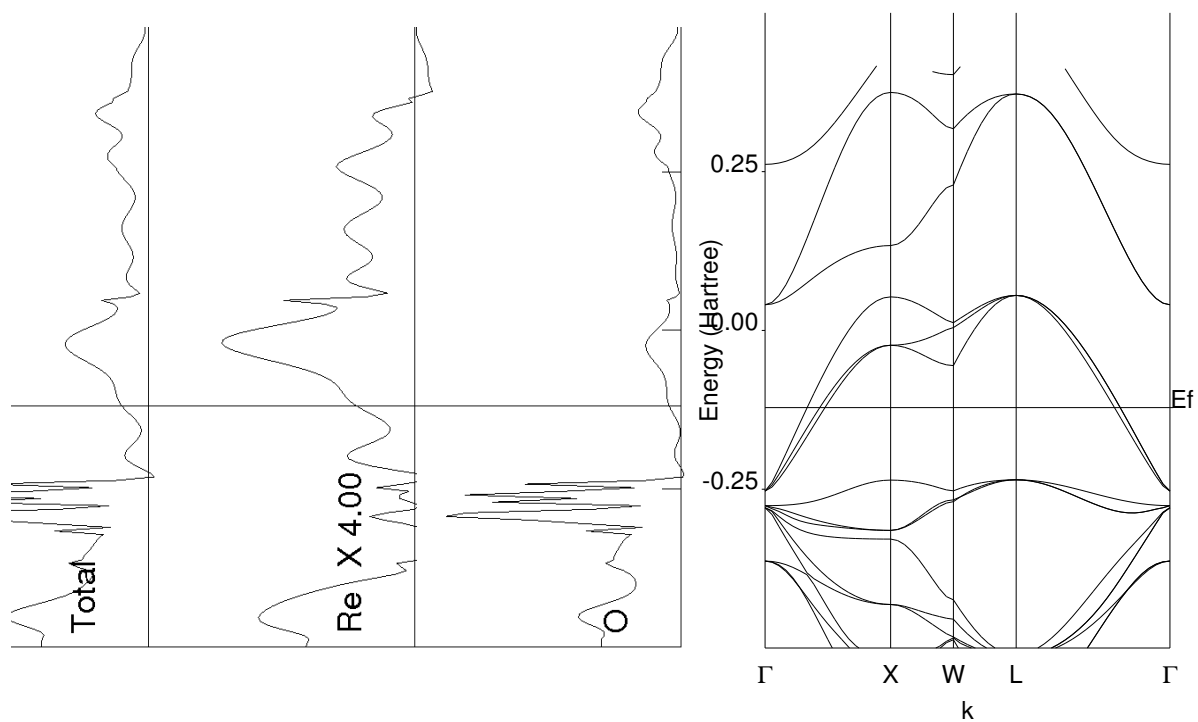 Total
Re X 4.00
O
Energy (Hartree)
0.25
0.00
-0.25
Ef
Γ X W L Γ
k